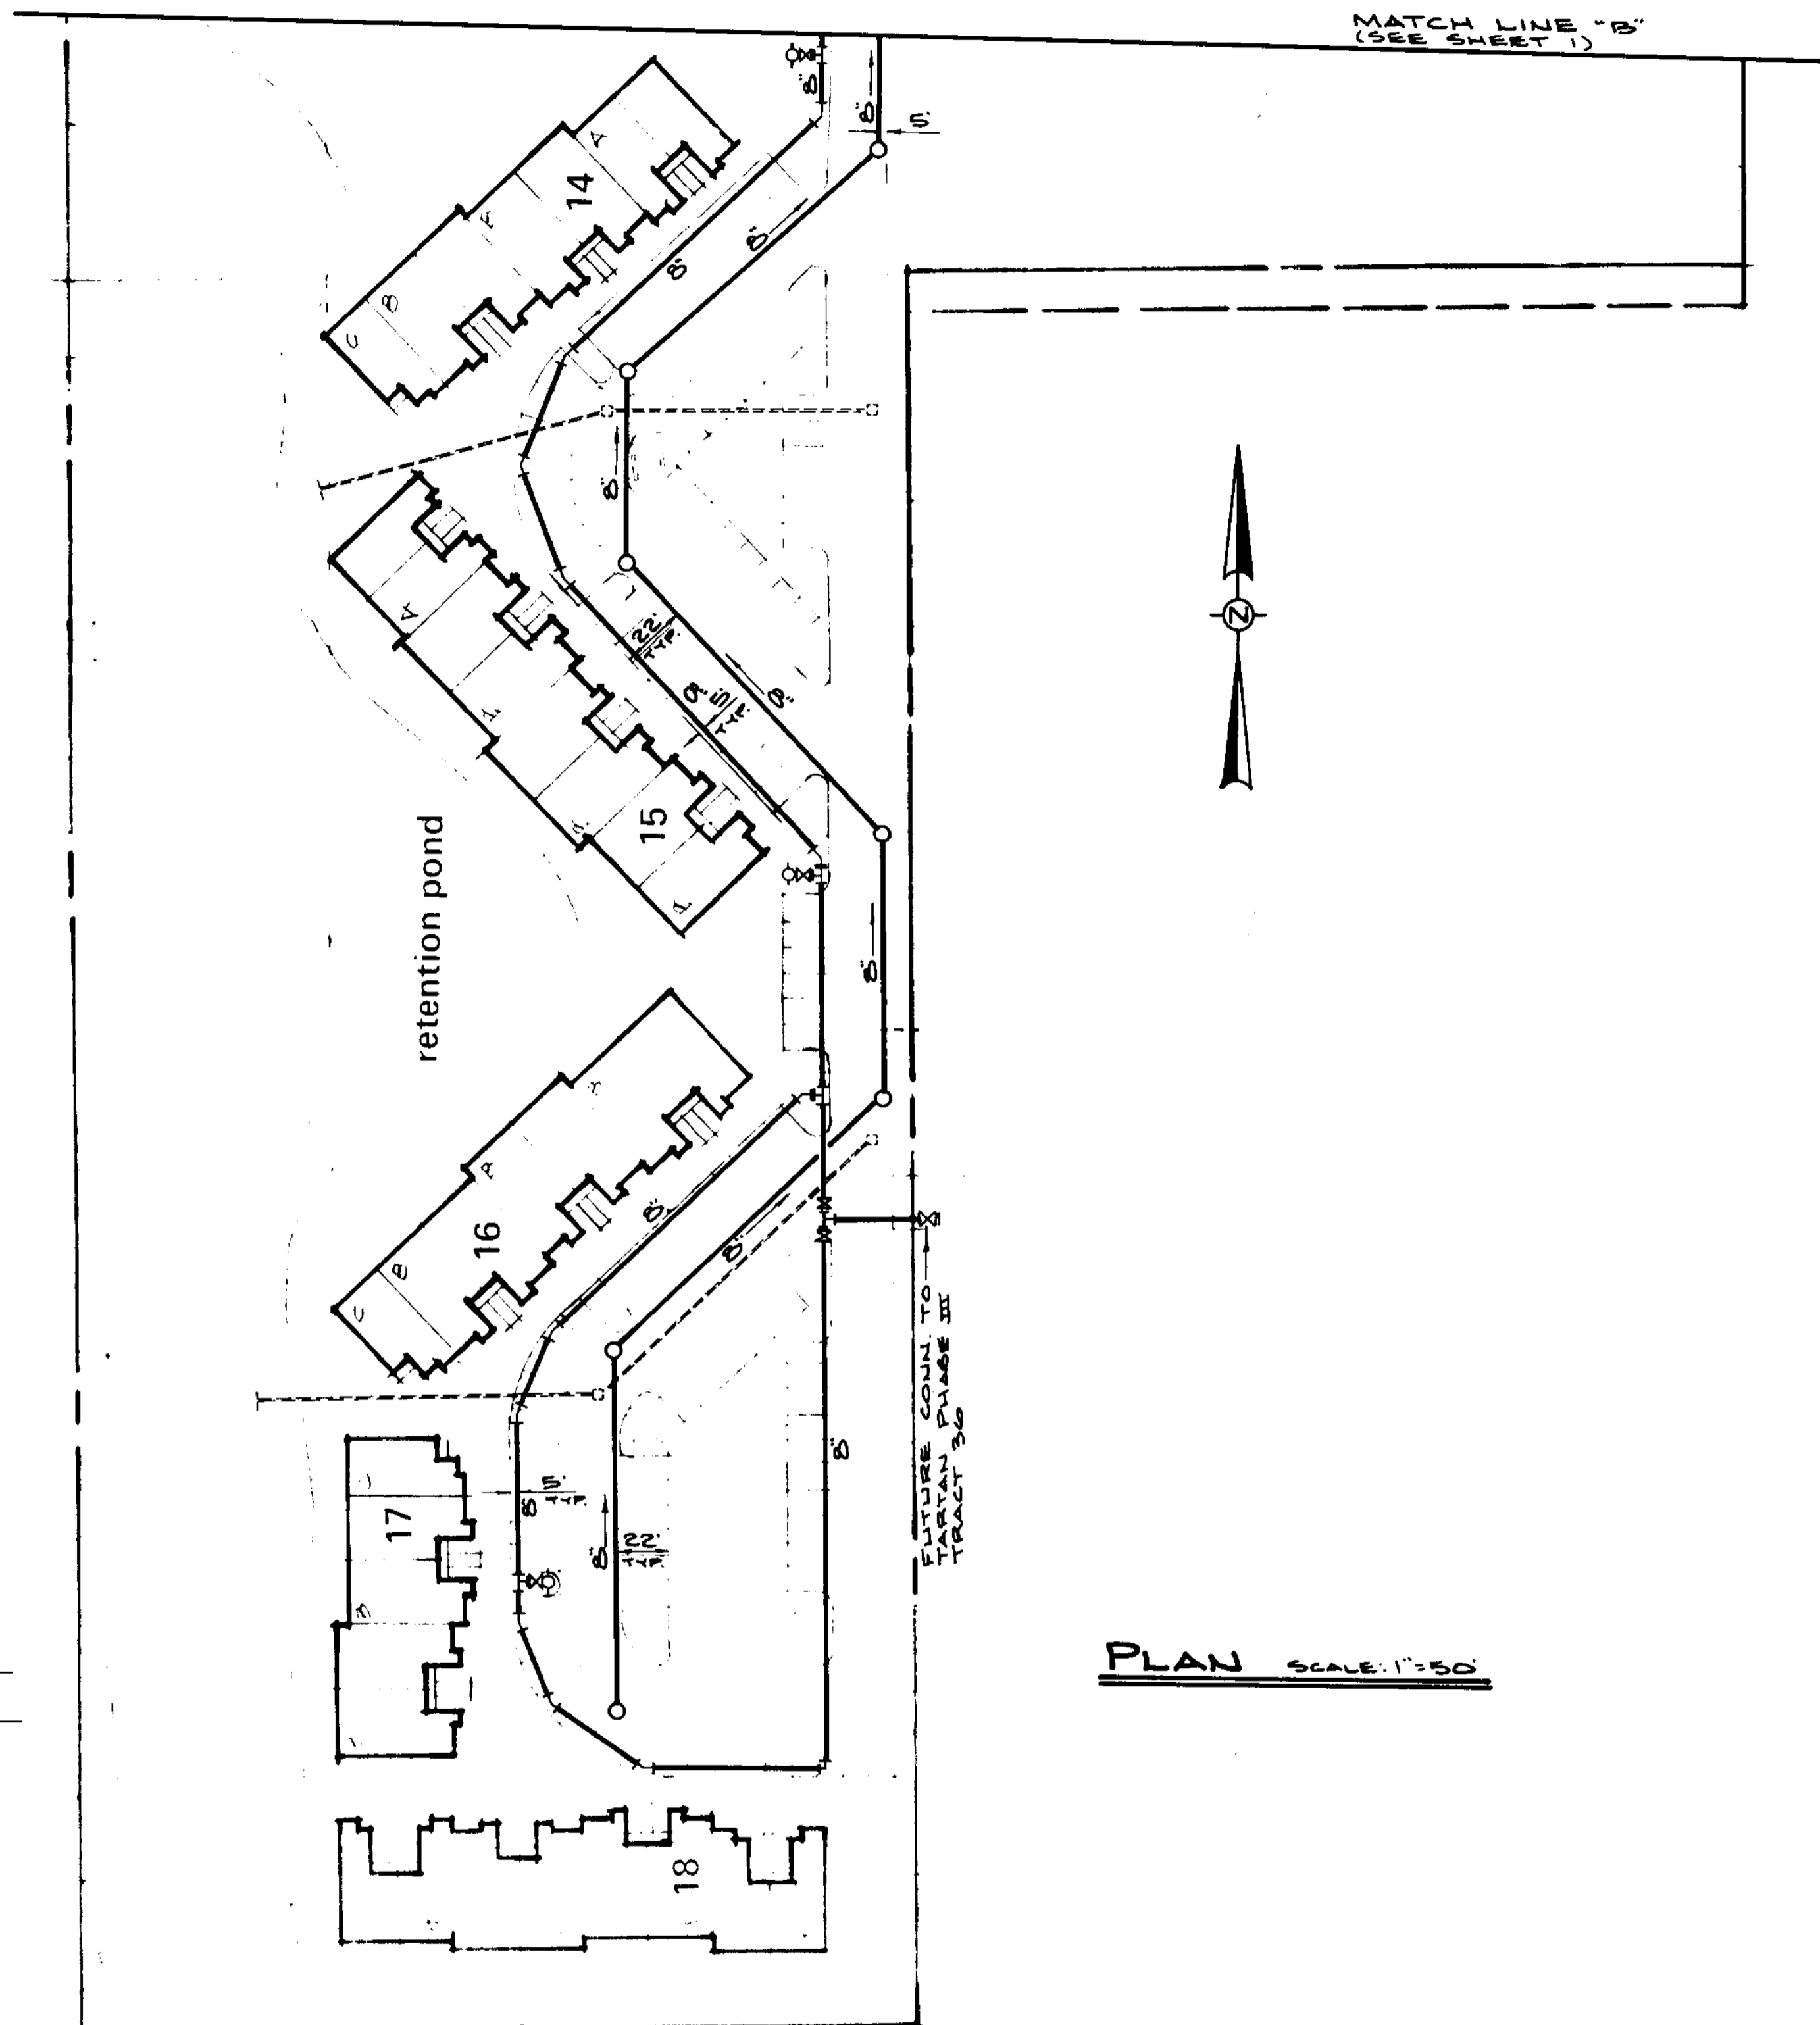 MATCH LINE "B"
(SEE SHEET 1)
8"
8"
5'
A
14
A
8"
8"
B
C
8"
N
22'
TYP.
A
8"
5'
TYP.
8"
15
retention pond
8"
A
16
8"
B
8"
C
FUTURE CONN. TO
TARTAN PHASE III
TRACT 36
8"
5'
TYP.
8"
17
8"
22'
TYP.
B
PLAN SCALE: 1"=50'
18